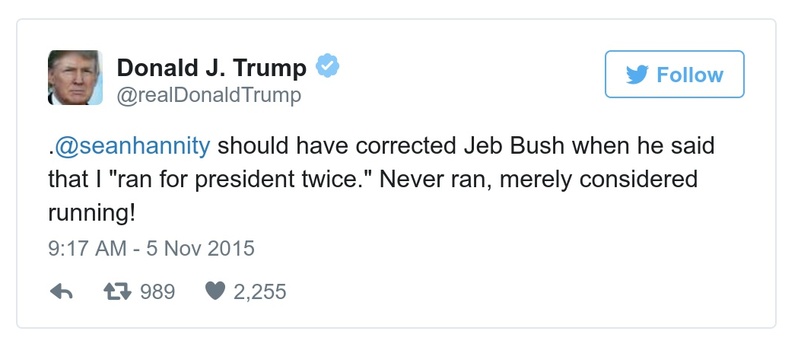 Donald J. Trump
@realDonaldTrump
Follow
.@seanhannity should have corrected Jeb Bush when he said
that I "ran for president twice." Never ran, merely considered
running!
9:17 AM - 5 Nov 2015
989 2,255